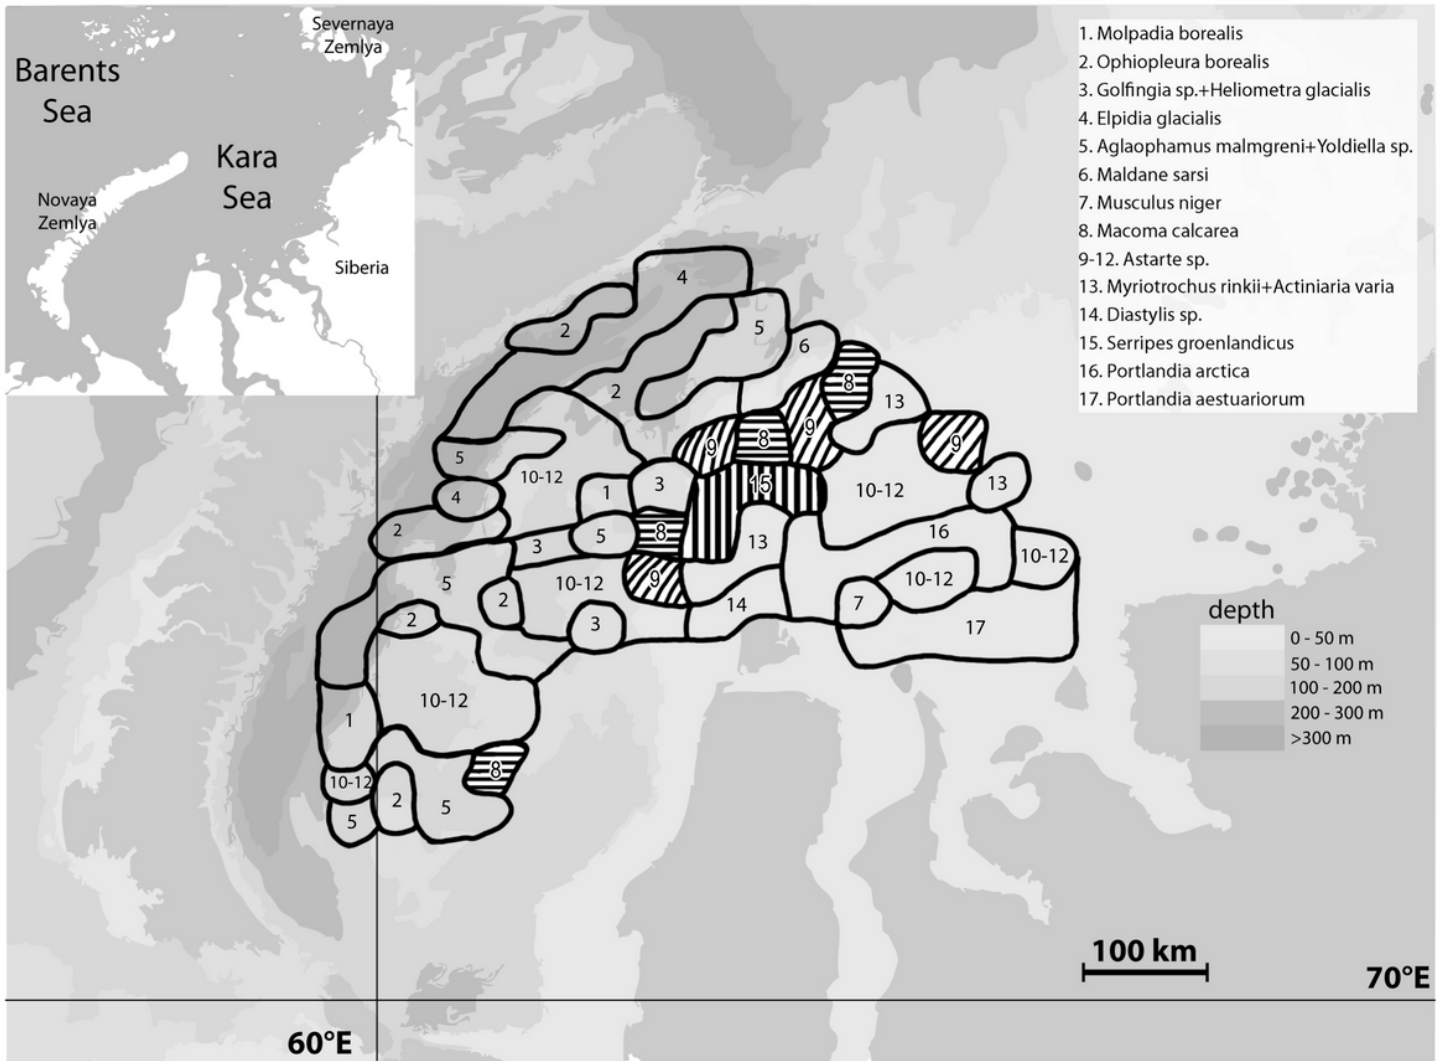 Severnaya
Zemlya
Barents
Sea
Kara
Sea
Novaya
Zemlya
Siberia
1. Molpadia borealis
2. Ophiopleura borealis
3. Golfingia sp.+Heliometra glacialis
4. Elpidia glacialis
5. Aglaophamus malmgreni+Yoldiella sp.
6. Maldane sarsi
7. Musculus niger
8. Macoma calcarea
9-12. Astarte sp.
13. Myriotrochus rinkii+Actiniaria varia
14. Diastylis sp.
15. Serripes groenlandicus
16. Portlandia arctica
17. Portlandia aestuariorum
4
2
5
6
8
2
13
9
8
9
9
5
10-12
1
3
15
10-12
13
4
2
3
5
8
13
16
10-12
5
2
10-12
9
14
7
10-12
2
3
17
10-12
1
8
10-12
2
5
5
depth
0 - 50 m
50 - 100 m
100 - 200 m
200 - 300 m
>300 m
100 km
70°E
60°E